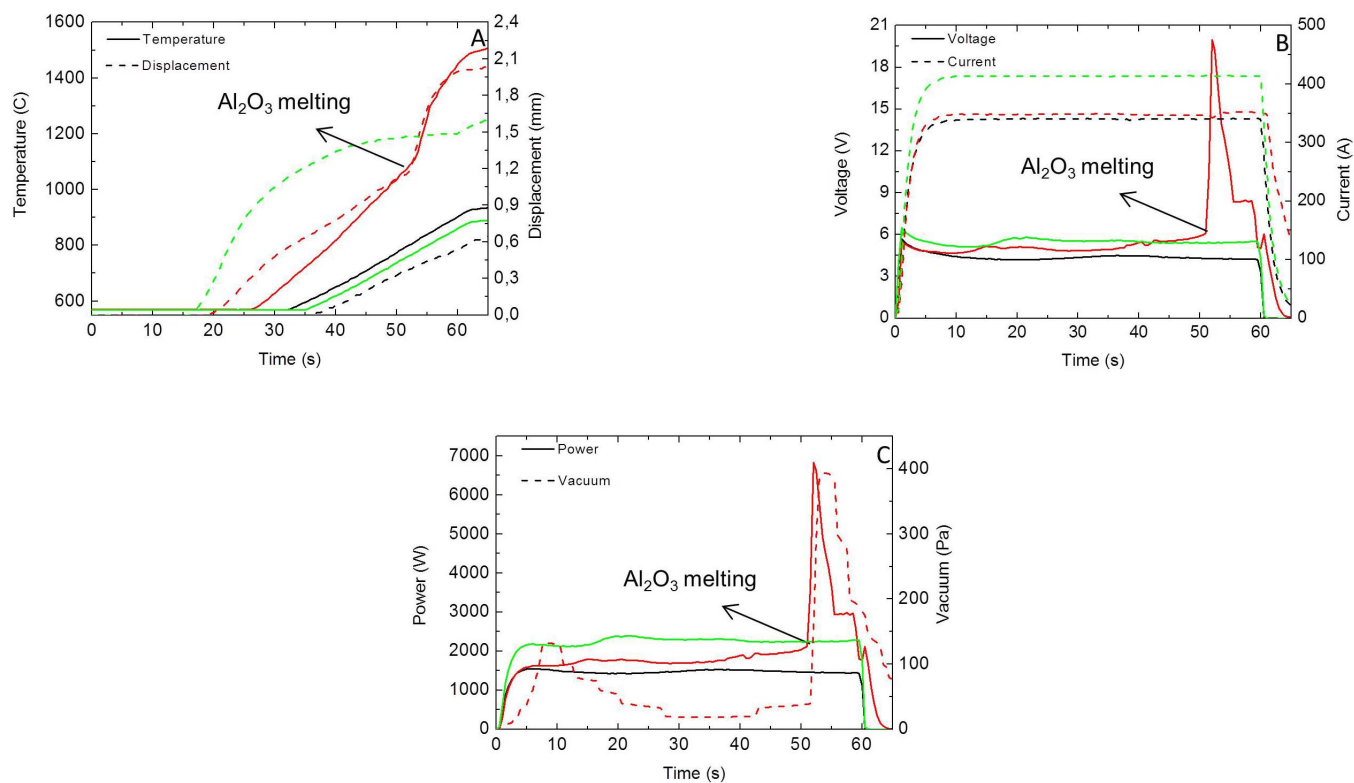 A
Temperature
Displacement
Al₂O₃ melting
Temperature (C)
1600
1400
1200
1000
800
600
2,4
2,1
1,8
1,5
1,2
0,9
0,6
0,3
0,0
Displacement (mm)
0 10 20 30 40 50 60
Time (s)
B
Voltage
Current
Al₂O₃ melting
Voltage (V)
21
18
15
12
9
6
3
0
500
400
300
200
100
0
Current (A)
0 10 20 30 40 50 60
Time (s)
C
Power
Vacuum
Al₂O₃ melting
Power (W)
7000
6000
5000
4000
3000
2000
1000
0
400
300
200
100
0
Vacuum (Pa)
0 10 20 30 40 50 60
Time (s)